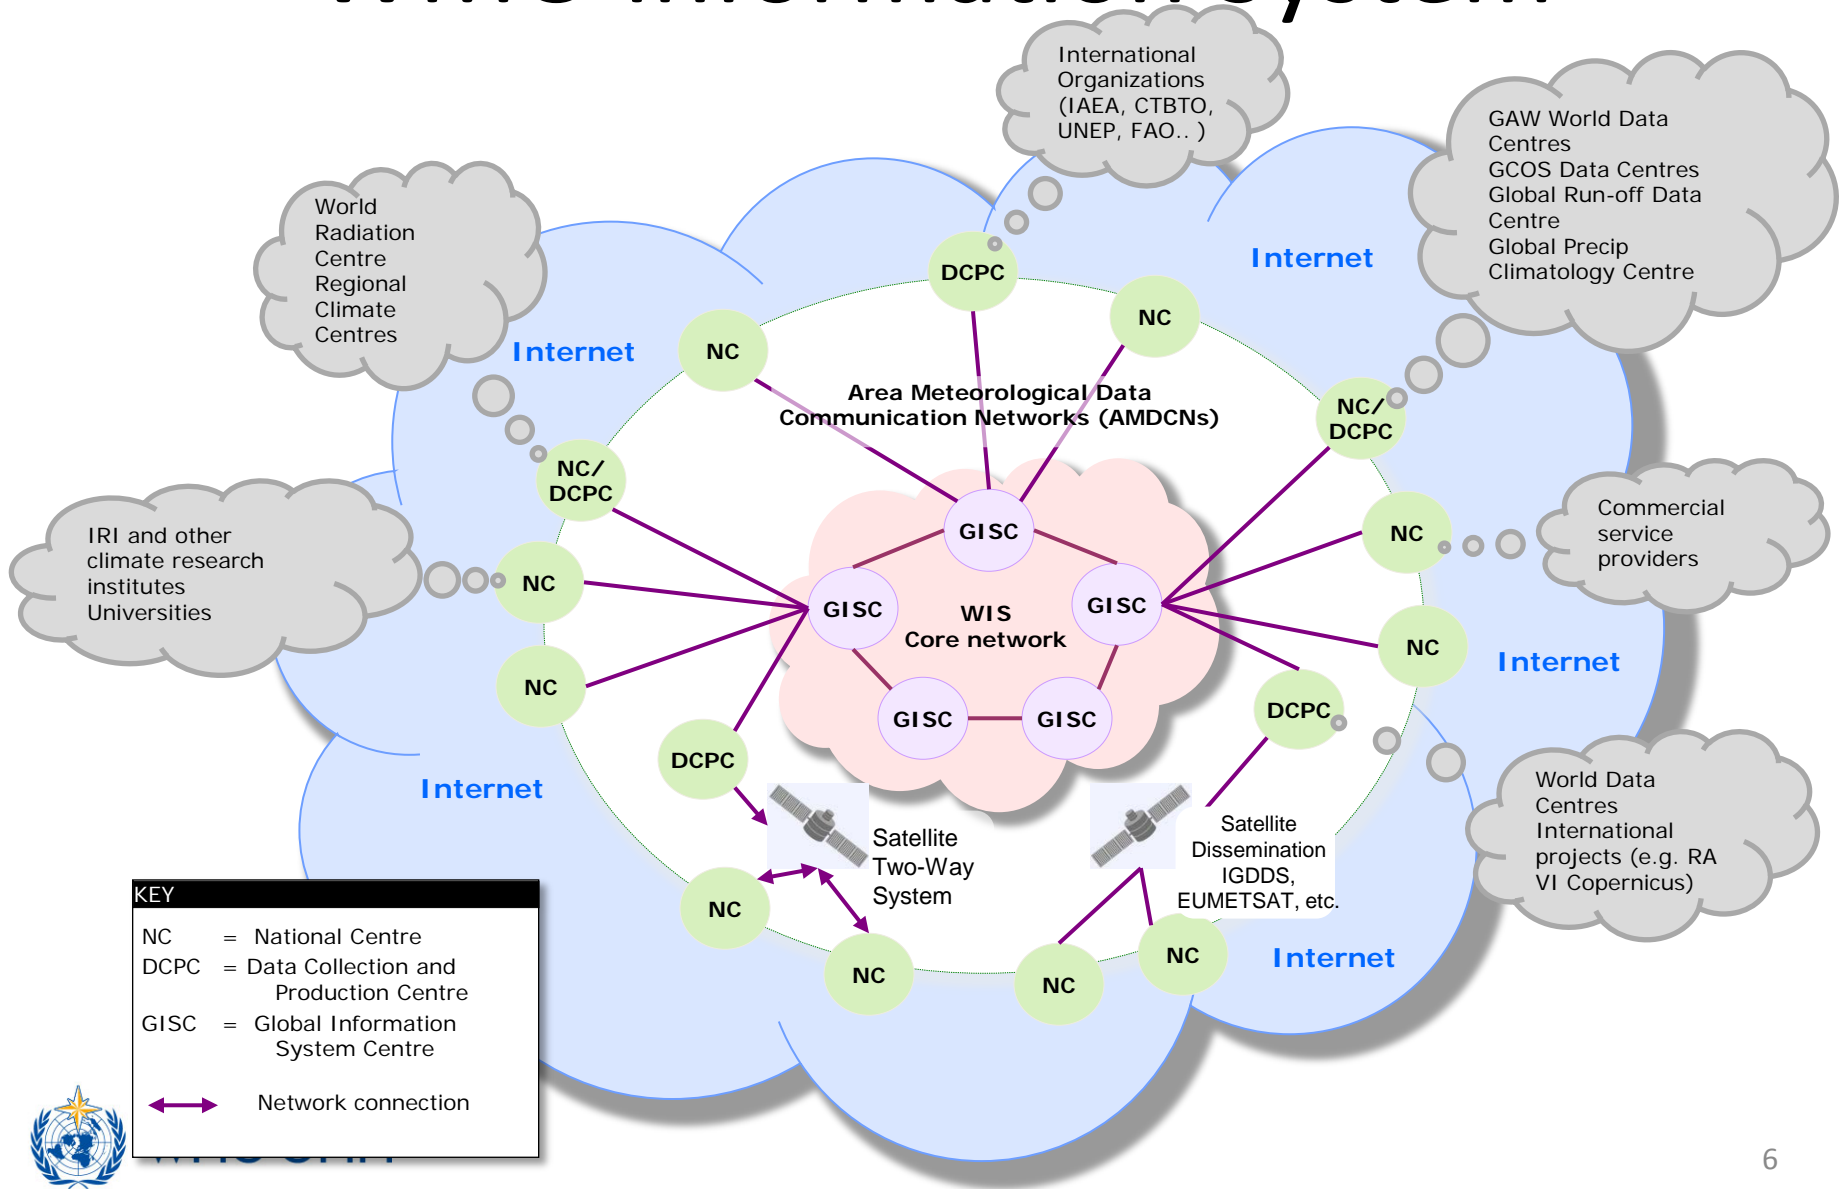 WMO Information System
International
Organizations
(IAEA, CTBTO,
UNEP, FAO.. )
GAW World Data
Centres
GCOS Data Centres
Global Run-off Data
Centre
Global Precip
Climatology Centre
World
Radiation
Centre
Regional
Climate
Centres
Internet
Internet
DCPC
NC
NC
Area Meteorological Data
Communication Networks (AMDCNs)
NC/
DCPC
NC/
DCPC
IRI and other
climate research
institutes
Universities
Commercial
service
providers
GISC
NC
NC
GISC
WIS
Core network
GISC
NC
NC
Internet
GISC
GISC
DCPC
DCPC
Internet
World Data
Centres
International
projects (e.g. RA
VI Copernicus)
Satellite
Two-Way
System
Satellite
Dissemination
IGDDS,
EUMETSAT, etc.
NC
NC
NC
NC
Internet
KEY
NC = National Centre
DCPC = Data Collection and
Production Centre
GISC = Global Information
System Centre
Network connection
6